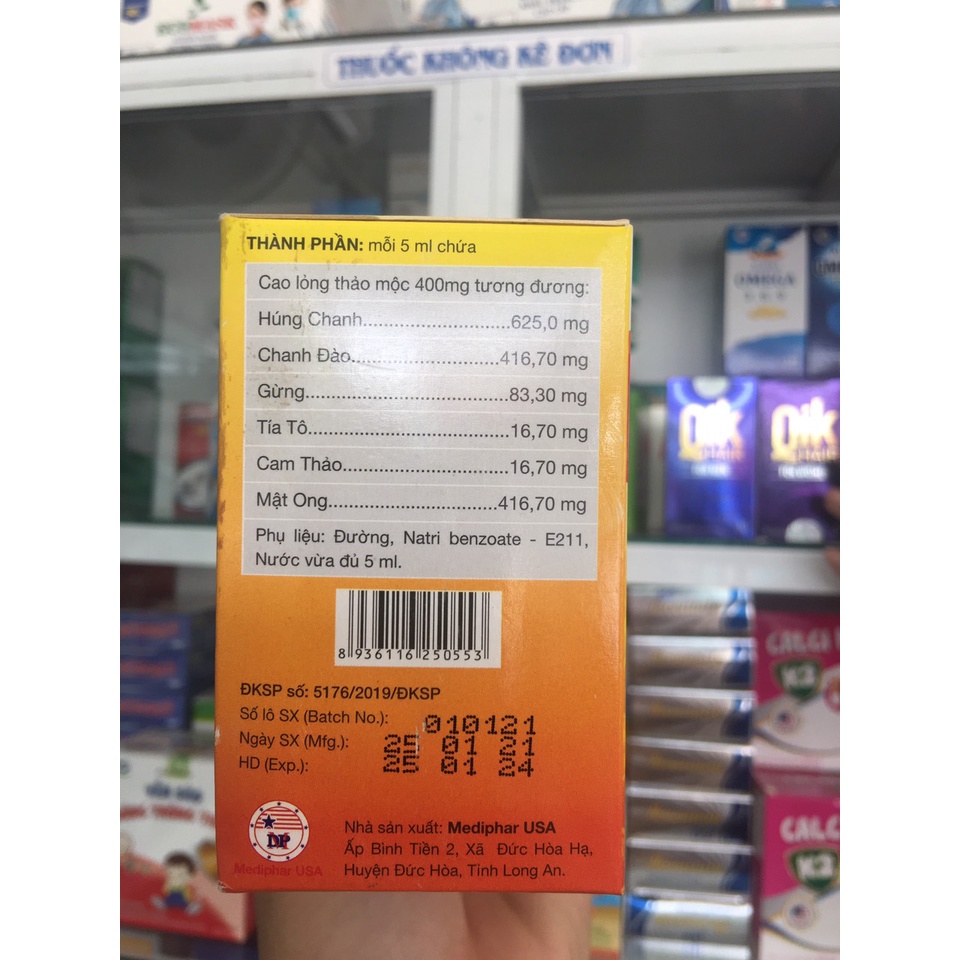 THUỐC KHÔNG KÊ ĐƠN
THÀNH PHẦN: mỗi 5 ml chứa
Cao lỏng thảo mộc 400mg tương đương:
Húng Chanh..............................625,0 mg
Chanh Đào..............................416,70 mg
Gừng..............................83,30 mg
Tía Tô..............................16,70 mg
Cam Thảo..............................16,70 mg
Mật Ong..............................416,70 mg
Phụ liệu: Đường, Natri benzoate - E211,
Nước vừa đủ 5 ml.
8 936116 250553
ĐKSP số: 5176/2019/ĐKSP
Số lô SX (Batch No.): 010121
Ngày SX (Mfg.): 25 01 21
HD (Exp.): 25 01 24
DP
Mediphar USA
Nhà sản xuất: Mediphar USA
Ấp Bình Tiền 2, Xã Đức Hòa Hạ,
Huyện Đức Hòa, Tỉnh Long An.
OMEGA
Qik
HAIR
Qik
HAIR
CALCI
K2
CALCI
K2